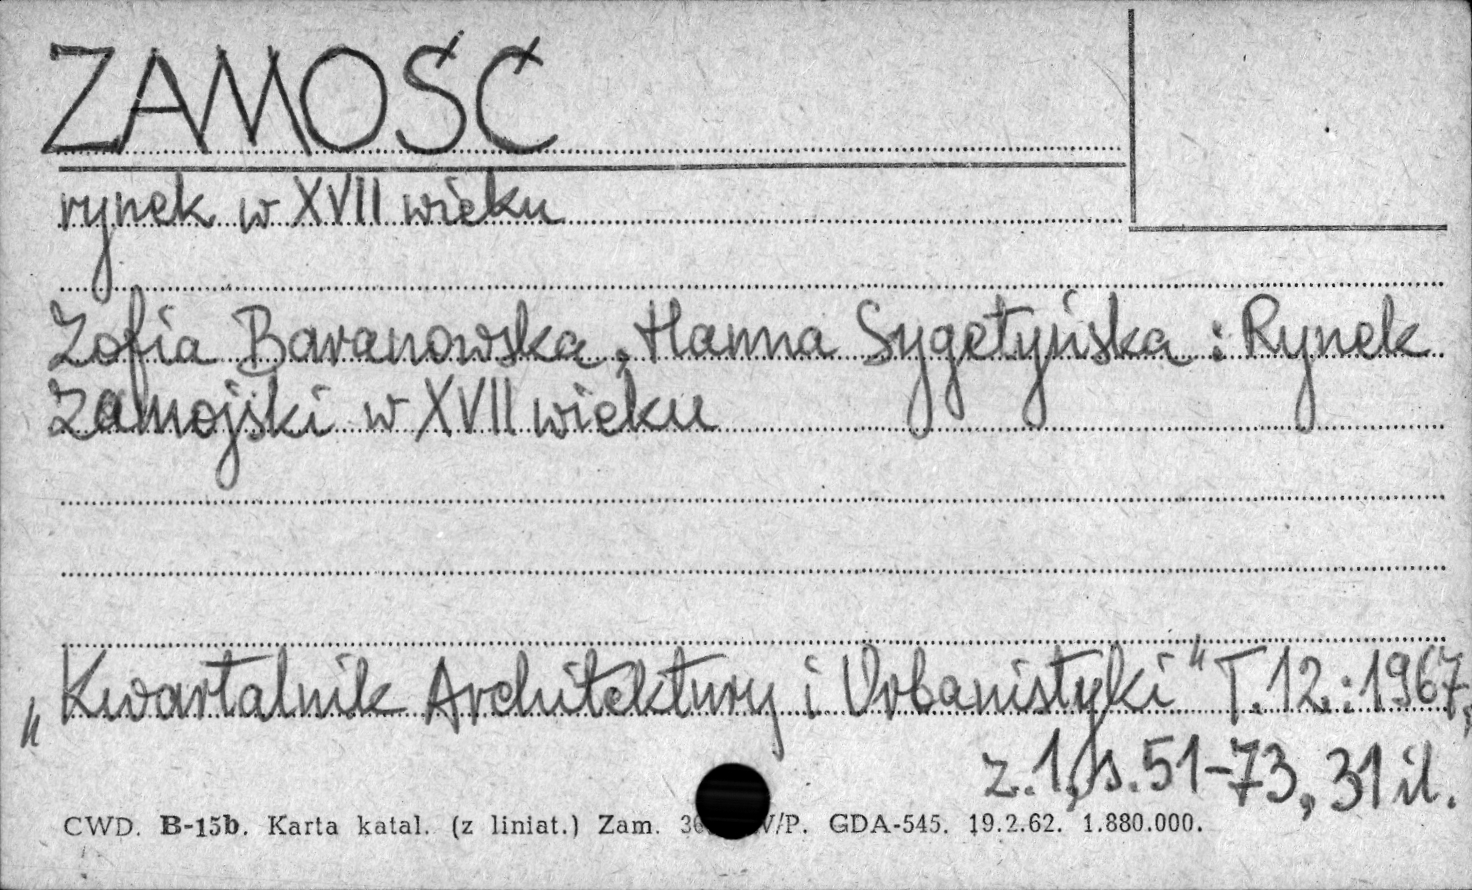 ZAMOŚĆ
rynek w XVII wieku
Zofia Baranowska, Hanna Sygetyńska : Rynek
Zamojski w XVII wieku
„Kwartalnik Architektury i Urbanistyki" T.12.:1967,
z.1, s.51-73, 31 il.
CWD. B-15b. Karta katal. (z liniat.) Zam. V/P. GDA-545. 19.2.62. 1.880.000.